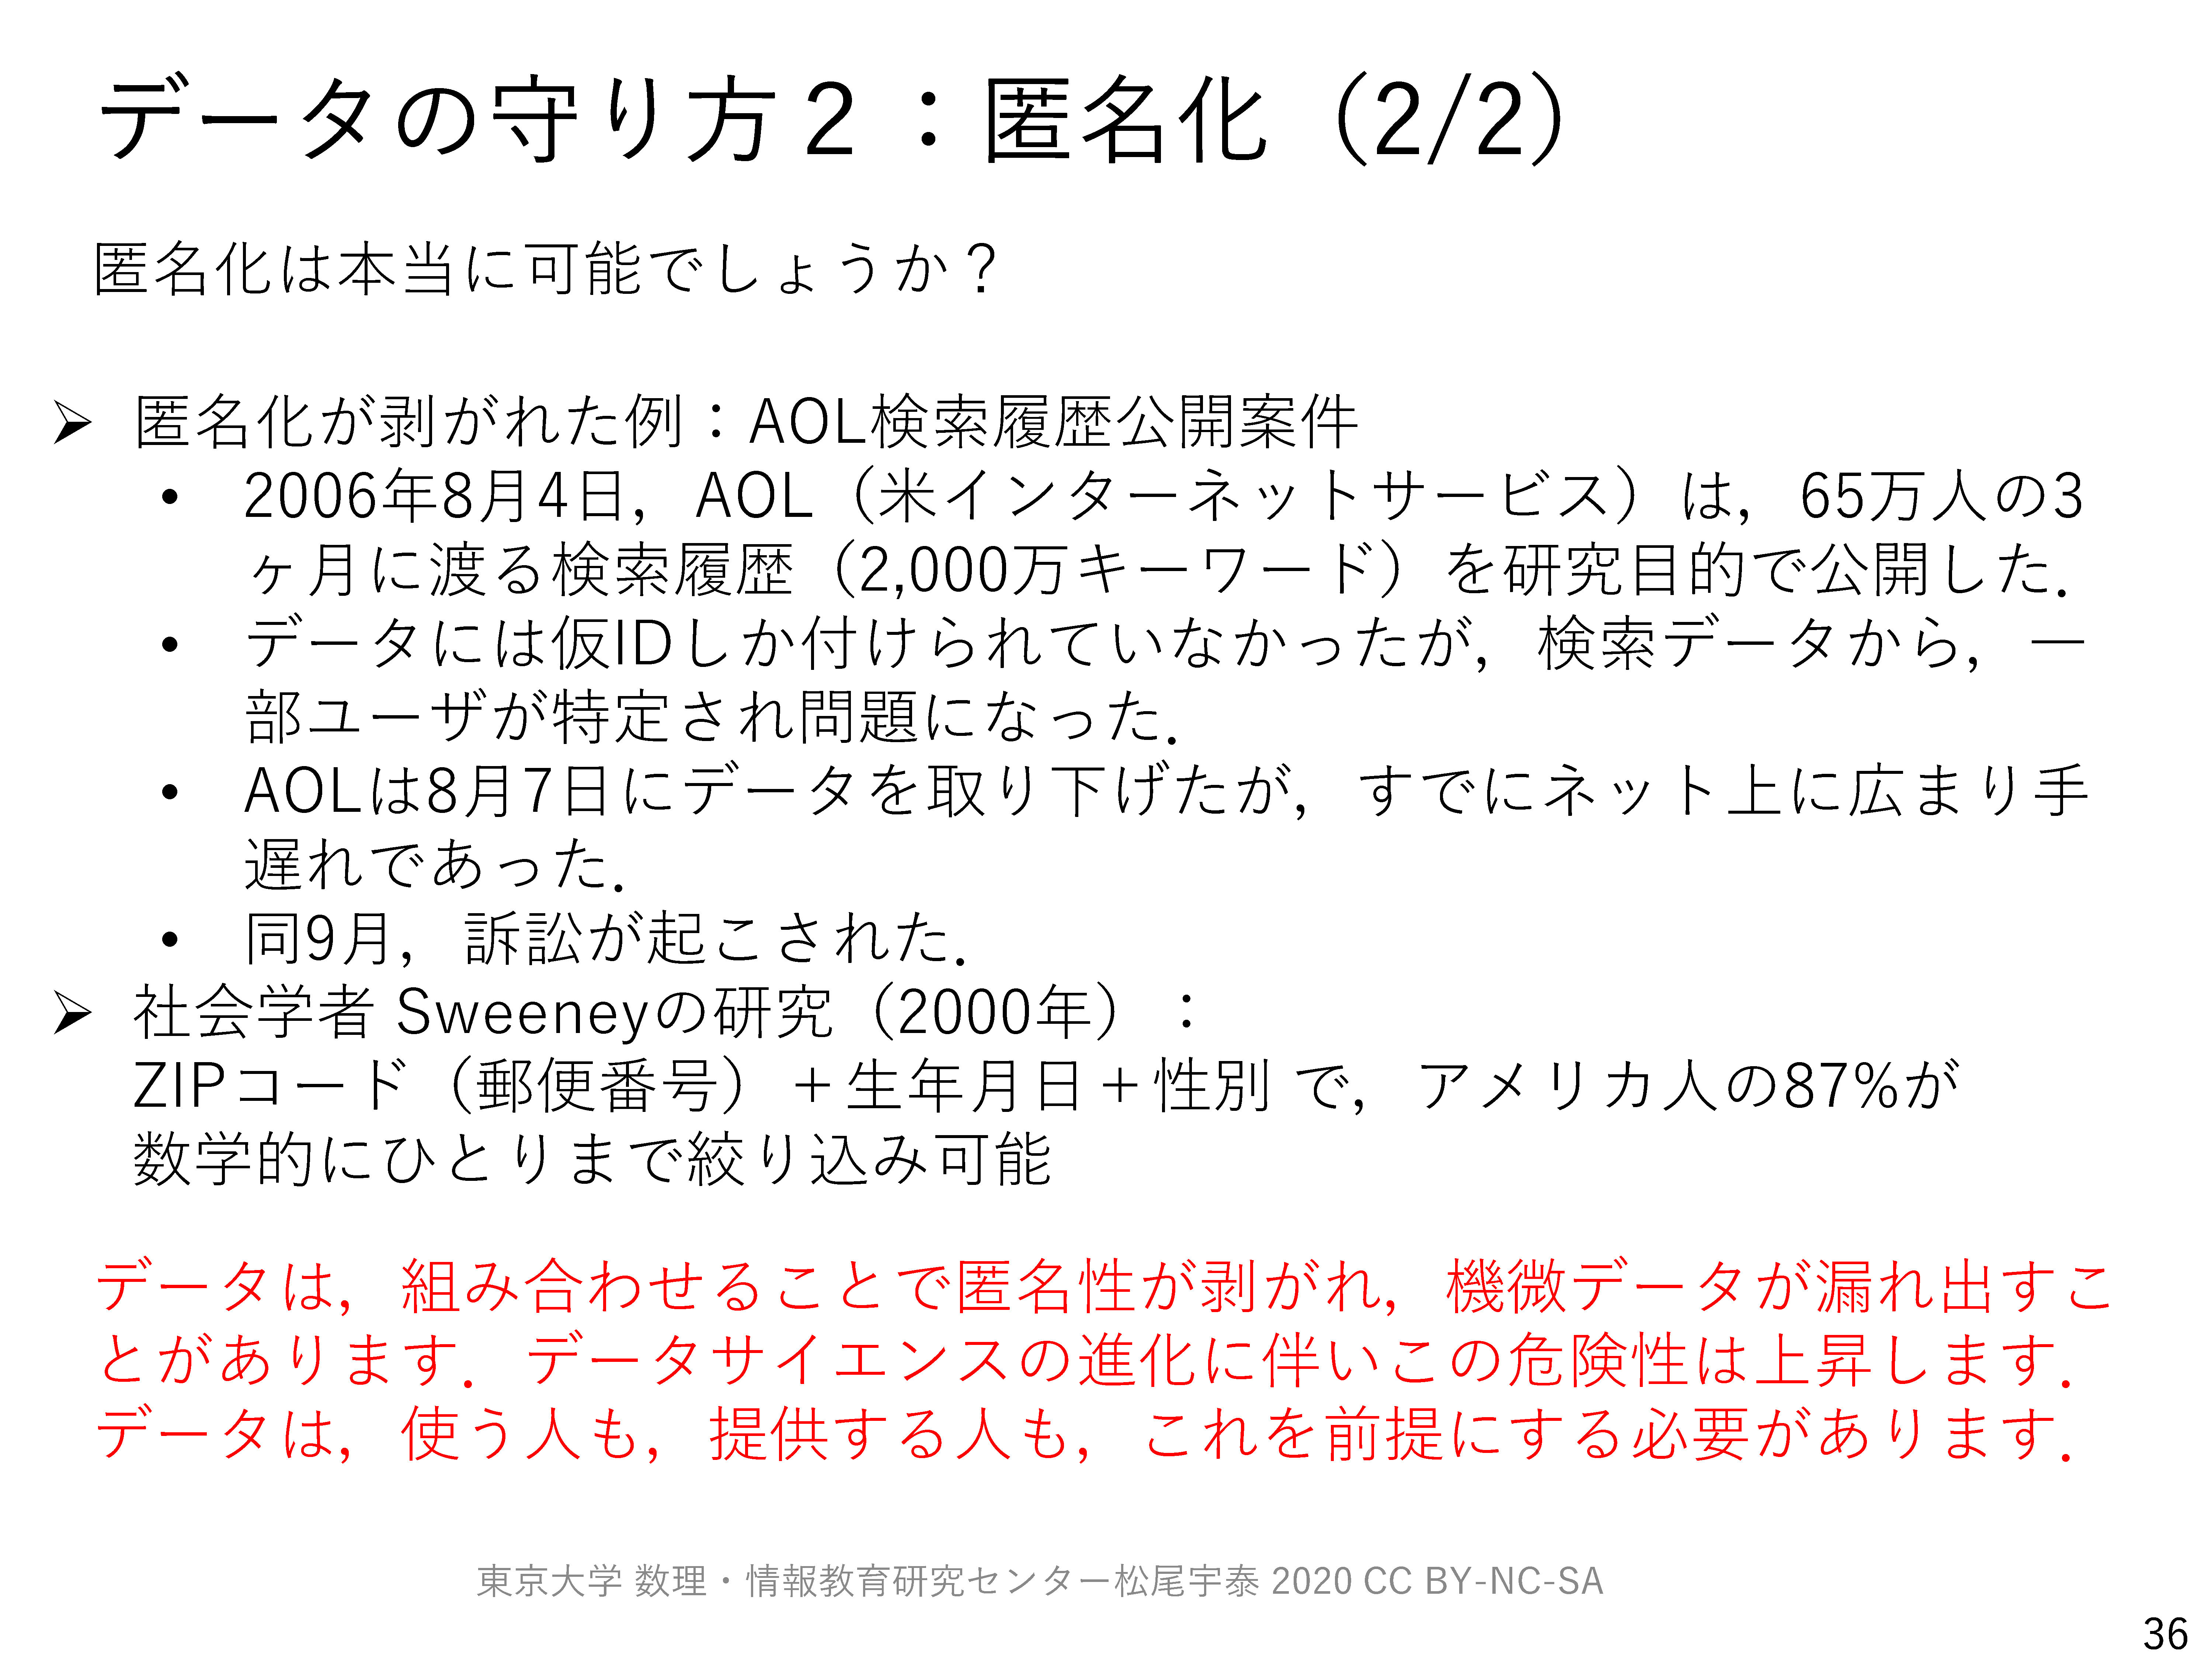 データの守り方２：匿名化（2/2）
匿名化は本当に可能でしょうか？
➢ 匿名化が剥がれた例：AOL検索履歴公開案件
• 2006年8月4日，AOL（米インターネットサービス）は，65万人の3
ヶ月に渡る検索履歴（2,000万キーワード）を研究目的で公開した．
• データには仮IDしか付けられていなかったが，検索データから，一
部ユーザが特定され問題になった．
• AOLは8月7日にデータを取り下げたが，すでにネット上に広まり手
遅れであった．
• 同9月，訴訟が起こされた．
➢ 社会学者 Sweeneyの研究（2000年）：
ZIPコード（郵便番号）＋生年月日＋性別 で，アメリカ人の87%が
数学的にひとりまで絞り込み可能
データは，組み合わせることで匿名性が剥がれ，機微データが漏れ出すこ
とがあります．データサイエンスの進化に伴いこの危険性は上昇します．
データは，使う人も，提供する人も，これを前提にする必要があります．
東京大学 数理・情報教育研究センター松尾宇泰 2020 CC BY-NC-SA
36